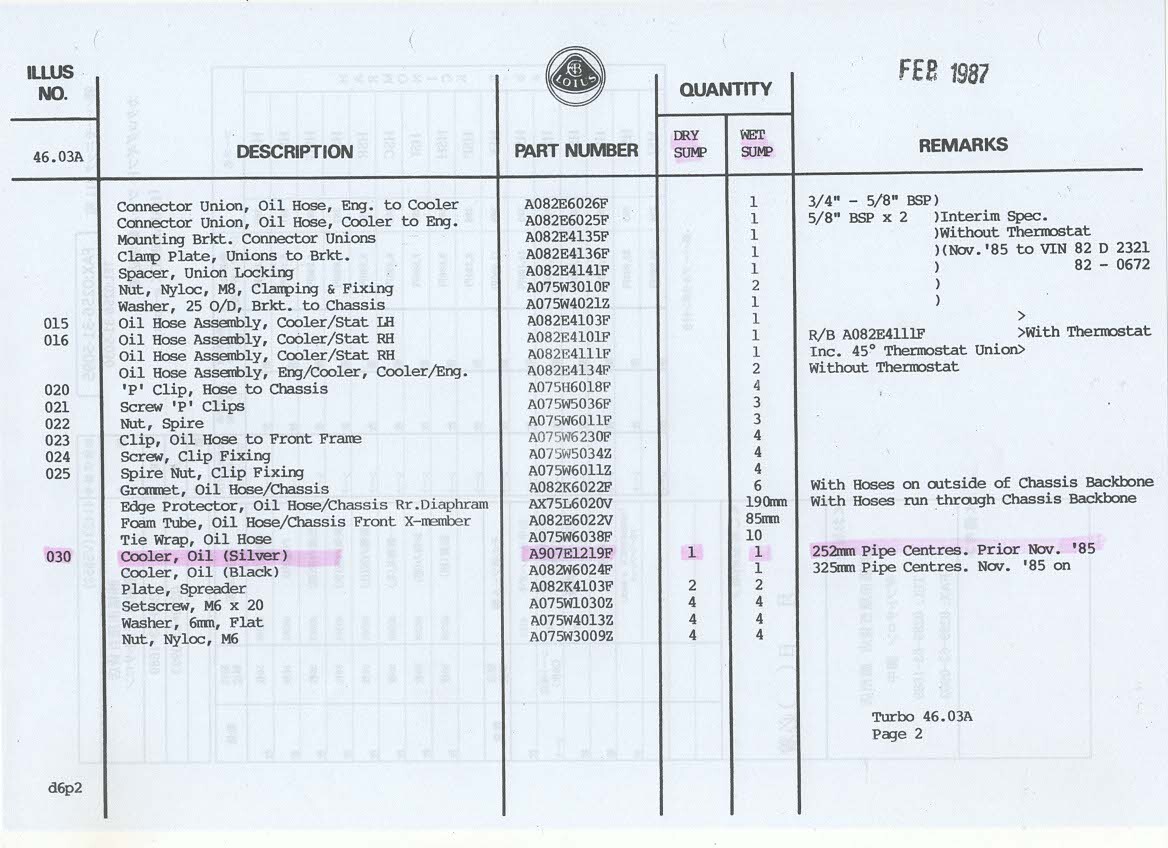 FEB 1987
ILLUS NO.
LOTUS
QUANTITY
46.03A DESCRIPTION PART NUMBER DRY SUMP WET SUMP REMARKS
Connector Union, Oil Hose, Eng. to Cooler A082E6026F 1 3/4" - 5/8" BSP)
Connector Union, Oil Hose, Cooler to Eng. A082E6025F 1 5/8" BSP x 2 )Interim Spec.
Mounting Brkt. Connector Unions A082E4135F 1 )Without Thermostat
Clamp Plate, Unions to Brkt. A082E4136F 1 )(Nov.'85 to VIN 82 D 2321
Spacer, Union Locking A082E4141F 1 ) 82 - 0672
Nut, Nyloc, M8, Clamping & Fixing A075W3010F 2 )
Washer, 25 O/D, Brkt. to Chassis A075W4021Z 1 )
015 Oil Hose Assembly, Cooler/Stat LH A082E4103F 1 >
016 Oil Hose Assembly, Cooler/Stat RH A082E4101F 1 R/B A082E4111F >With Thermostat
Oil Hose Assembly, Cooler/Stat RH A082E4111F 1 Inc. 45° Thermostat Union>
Oil Hose Assembly, Eng/Cooler, Cooler/Eng. A082E4134F 2 Without Thermostat
020 'P' Clip, Hose to Chassis A075H6018F 4
021 Screw 'P' Clips A075W5036F 3
022 Nut, Spire A075W6011F 3
023 Clip, Oil Hose to Front Frame A075W6230F 4
024 Screw, Clip Fixing A075W5034Z 4
025 Spire Nut, Clip Fixing A075W6011Z 4
Grommet, Oil Hose/Chassis A082K6022F 6 With Hoses on outside of Chassis Backbone
Edge Protector, Oil Hose/Chassis Rr.Diaphram AX75L6020V 190mm With Hoses run through Chassis Backbone
Foam Tube, Oil Hose/Chassis Front X-member A082E6022V 85mm
Tie Wrap, Oil Hose A075W6038F 10
030 Cooler, Oil (Silver) A907E1219F 1 1 252mm Pipe Centres. Prior Nov. '85
Cooler, Oil (Black) A082W6024F 1 325mm Pipe Centres. Nov. '85 on
Plate, Spreader A082K4103F 2 2
Setscrew, M6 x 20 A075W1030Z 4 4
Washer, 6mm, Flat A075W4013Z 4 4
Nut, Nyloc, M6 A075W3009Z 4 4
Turbo 46.03A
Page 2
d6p2